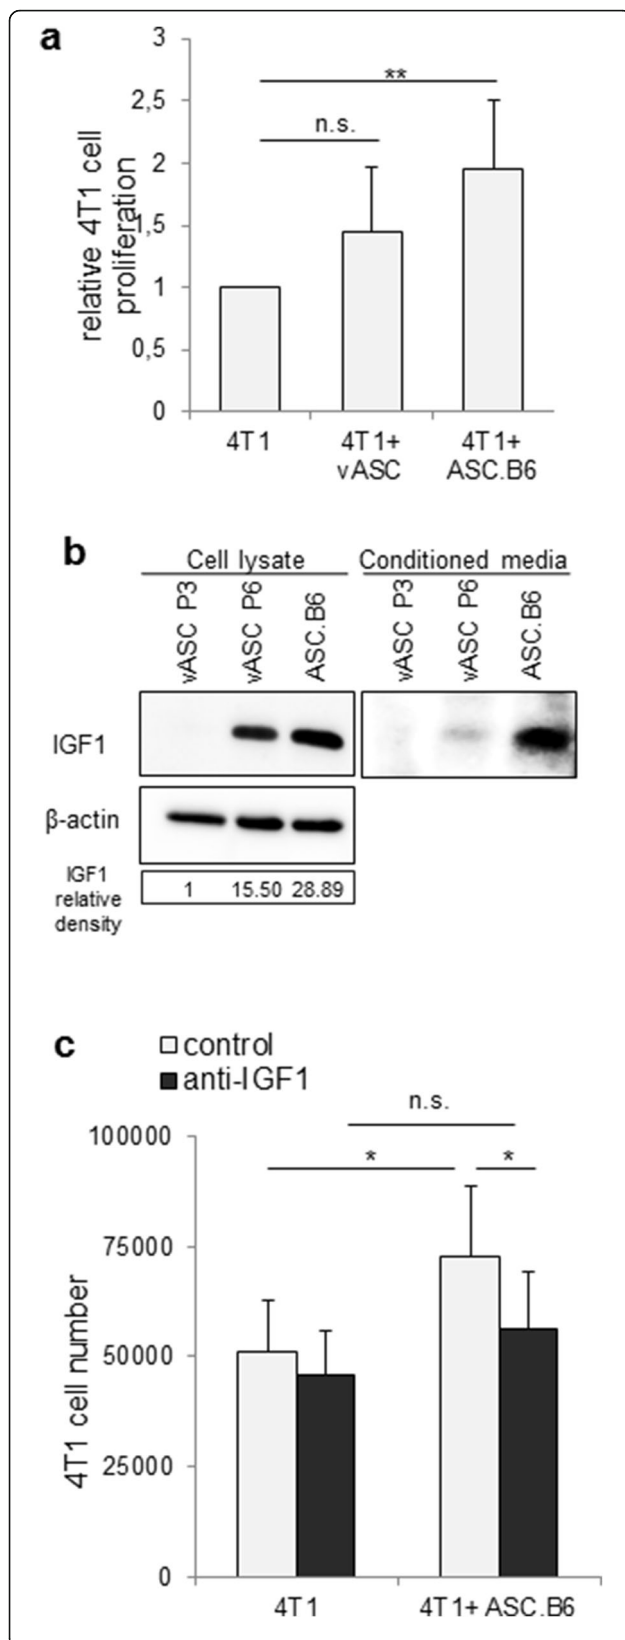 a
3
2,5
2
1,5
1
0,5
0
relative 4T1 cell
proliferation
**
n.s.
4T1
4T1+
vASC
4T1+
ASC.B6
b
Cell lysate
Conditioned media
vASC P3
vASC P6
ASC.B6
vASC P3
vASC P6
ASC.B6
IGF1
β-actin
IGF1
relative
density
1 15.50 28.89
c
control
anti-IGF1
n.s.
* *
100000
75000
50000
25000
0
4T1 cell number
4T1
4T1+ ASC.B6